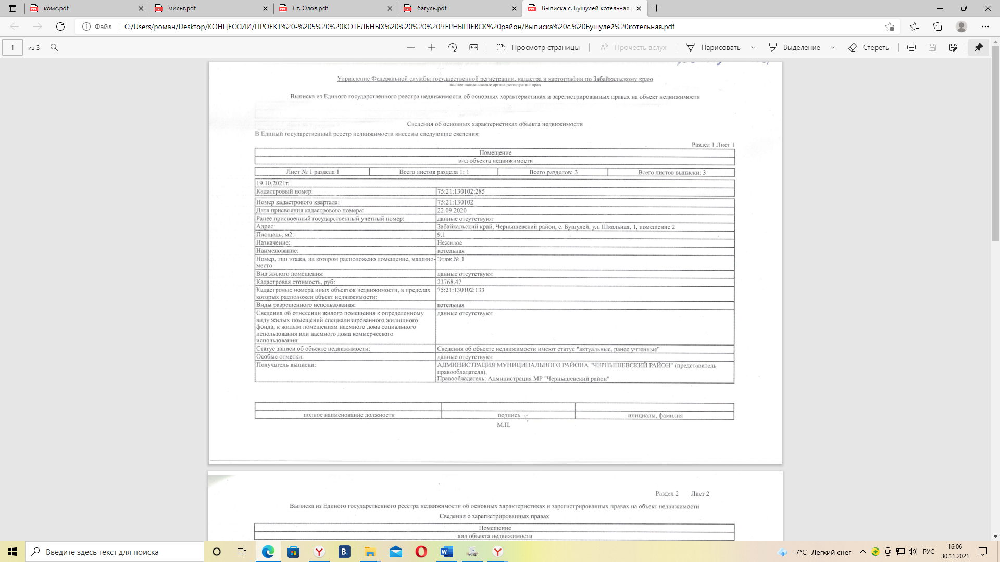 комс.pdf
мильг.pdf
Ст. Олов.pdf
багуль.pdf
Выписка с. Бушулей котельная.
Файл
C:/Users/роман/Desktop/КОНЦЕССИИ/ПРОЕКТ%20-%205%20%20КОТЕЛЬНЫХ%20%20%20%20ЧЕРНЫШЕВСК%20район/Выписка%20с.%20Бушулей%20котельная.pdf
1 из 3
Просмотр страницы
Прочесть вслух
Нарисовать
Выделение
Стереть
Управление Федеральной службы государственной регистрации, кадастра и картографии по Забайкальскому краю
полное наименование органа регистрации прав
Выписка из Единого государственного реестра недвижимости об основных характеристиках и зарегистрированных правах на объект недвижимости
Сведения об основных характеристиках объекта недвижимости
В Единый государственный реестр недвижимости внесены следующие сведения:
Раздел 1 Лист 1
Помещение
вид объекта недвижимости
Лист № 1 раздела 1 Всего листов раздела 1: 1 Всего разделов: 3 Всего листов выписки: 3
19.10.2021г.
Кадастровый номер: 75:21:130102:285
Номер кадастрового квартала: 75:21:130102
Дата присвоения кадастрового номера: 22.09.2020
Ранее присвоенный государственный учетный номер: данные отсутствуют
Адрес: Забайкальский край, Чернышевский район, с. Бушулей, ул. Школьная, 1, помещение 2
Площадь, м2: 9.1
Назначение: Нежилое
Наименование: котельная
Номер, тип этажа, на котором расположено помещение, машино- Этаж № 1
место
Вид жилого помещения: данные отсутствуют
Кадастровая стоимость, руб: 23768.47
Кадастровые номера иных объектов недвижимости, в пределах 75:21:130102:133
которых расположен объект недвижимости:
Виды разрешенного использования: котельная
Сведения об отнесении жилого помещения к определенному данные отсутствуют
виду жилых помещений специализированного жилищного
фонда, к жилым помещениям наемного дома социального
использования или наемного дома коммерческого
использования:
Статус записи об объекте недвижимости: Сведения об объекте недвижимости имеют статус "актуальные, ранее учтенные"
Особые отметки: данные отсутствуют
Получатель выписки: АДМИНИСТРАЦИЯ МУНИЦИПАЛЬНОГО РАЙОНА "ЧЕРНЫШЕВСКИЙ РАЙОН" (представитель
правообладателя),
Правообладатель: Администрация МР "Чернышевский район"
полное наименование должности подпись инициалы, фамилия
М.П.
Раздел 2 Лист 2
Выписка из Единого государственного реестра недвижимости об основных характеристиках и зарегистрированных правах на объект недвижимости
Сведения о зарегистрированных правах
Помещение
вид объекта недвижимости
Введите здесь текст для поиска
-7°C Легкий снег
РУС
16:06
30.11.2021